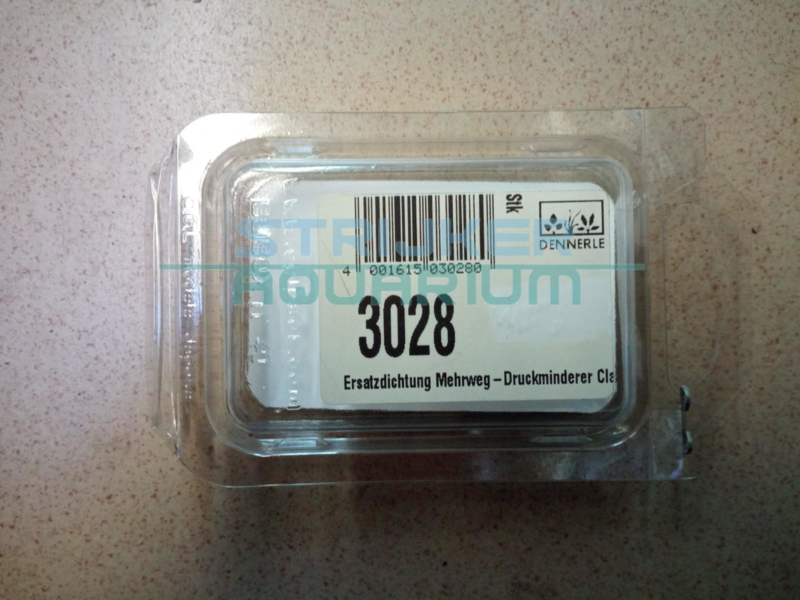 Stk
DENNERLE
4 001615 030280
STRIJKER
AQUARIUM
3028
Ersatzdichtung Mehrweg – Druckminderer Cla